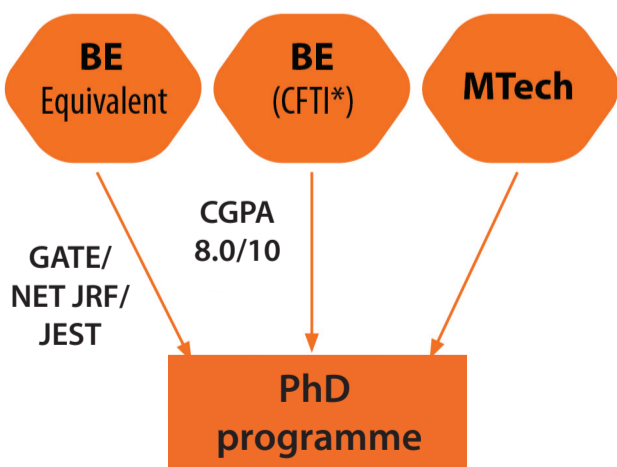 BE
Equivalent
BE
(CFTI*)
MTech
GATE/
NET JRF/
JEST
CGPA
8.0/10
PhD
programme